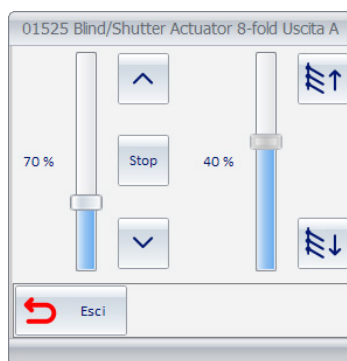 01525 Blind/Shutter Actuator 8-fold Uscita A
70 %
Stop
40 %
Esci